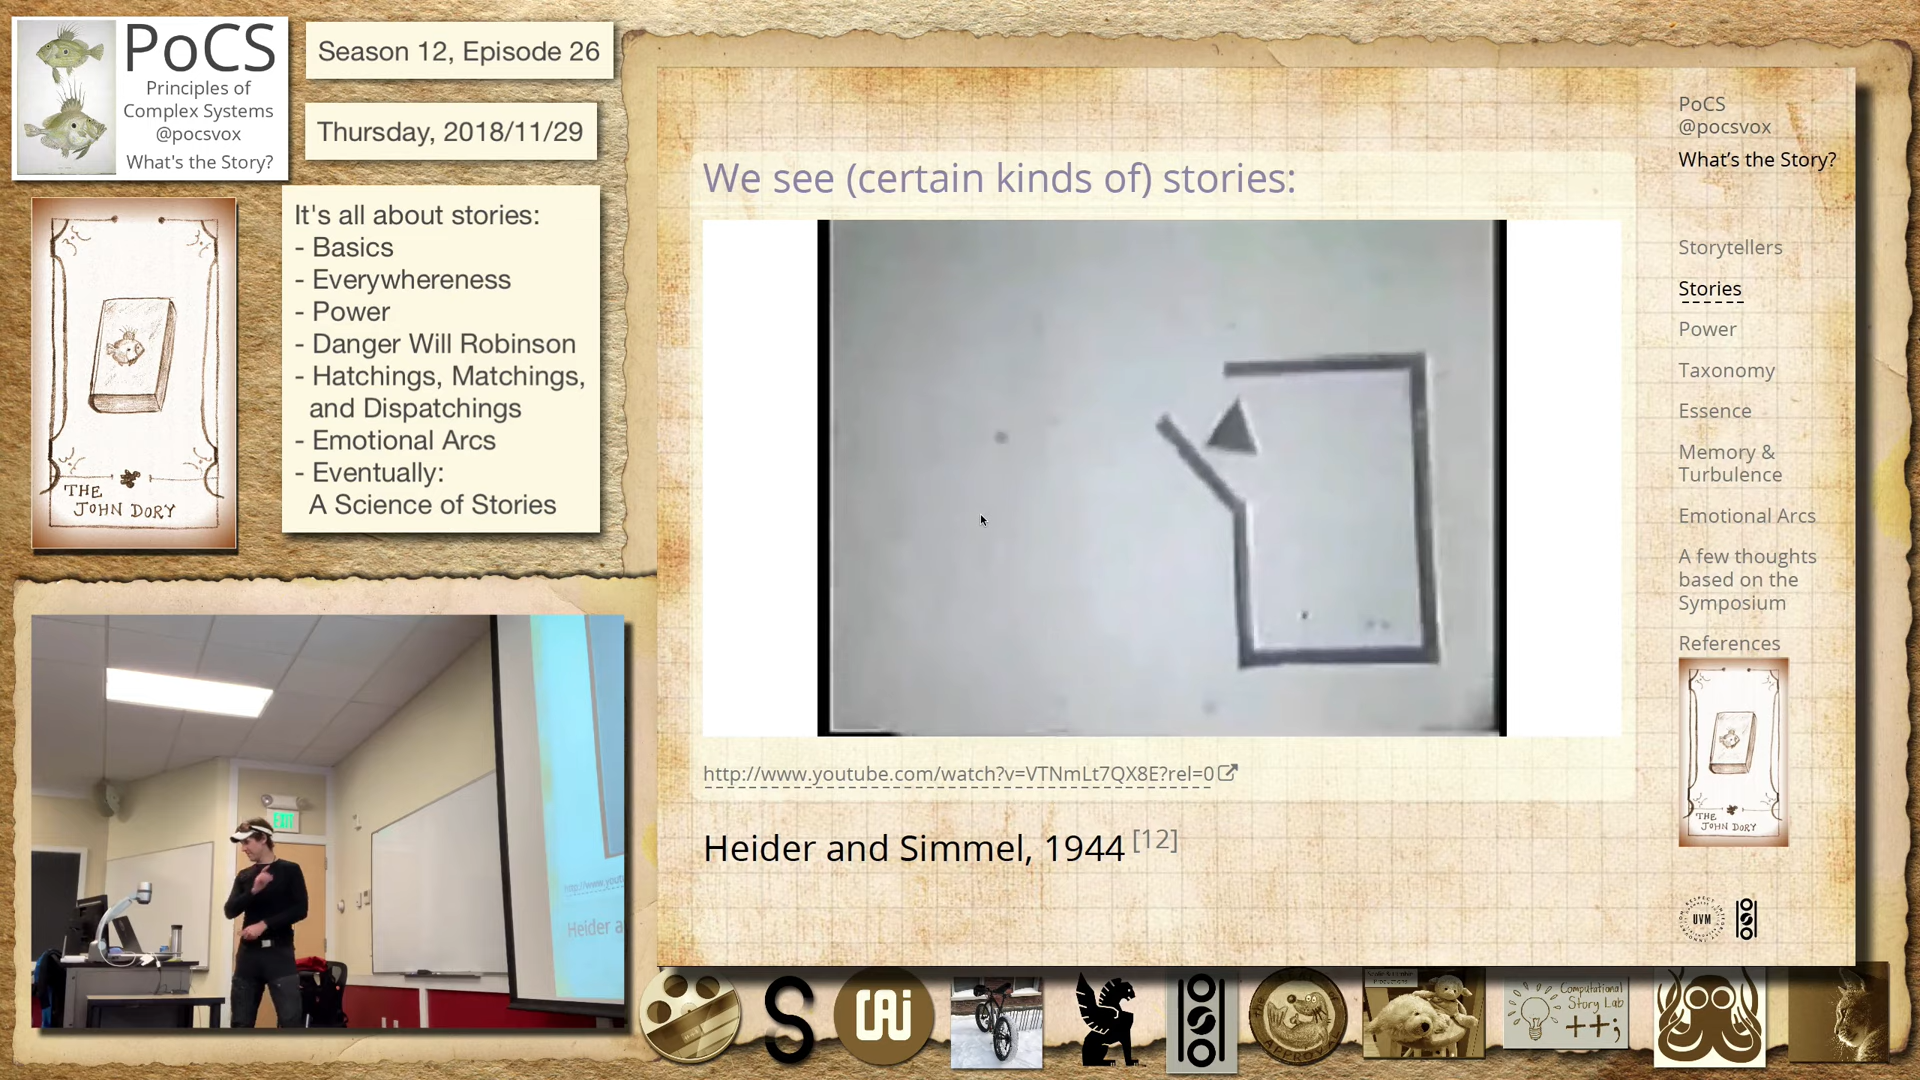 PoCS
Principles of
Complex Systems
@pocsvox
What's the Story?
Season 12, Episode 26
Thursday, 2018/11/29
THE
JOHN DORY
It's all about stories:
- Basics
- Everywhereness
- Power
- Danger Will Robinson
- Hatchings, Matchings,
and Dispatchings
- Emotional Arcs
- Eventually:
A Science of Stories
EXIT
http://www.yout
Heider a
We see (certain kinds of) stories:
http://www.youtube.com/watch?v=VTNmLt7QX8E?rel=0
Heider and Simmel, 1944 [12]
PoCS
@pocsvox
What's the Story?
Storytellers
Stories
Power
Taxonomy
Essence
Memory &
Turbulence
Emotional Arcs
A few thoughts
based on the
Symposium
References
THE
JOHN DORY
UVM
Computational
Story Lab
++;